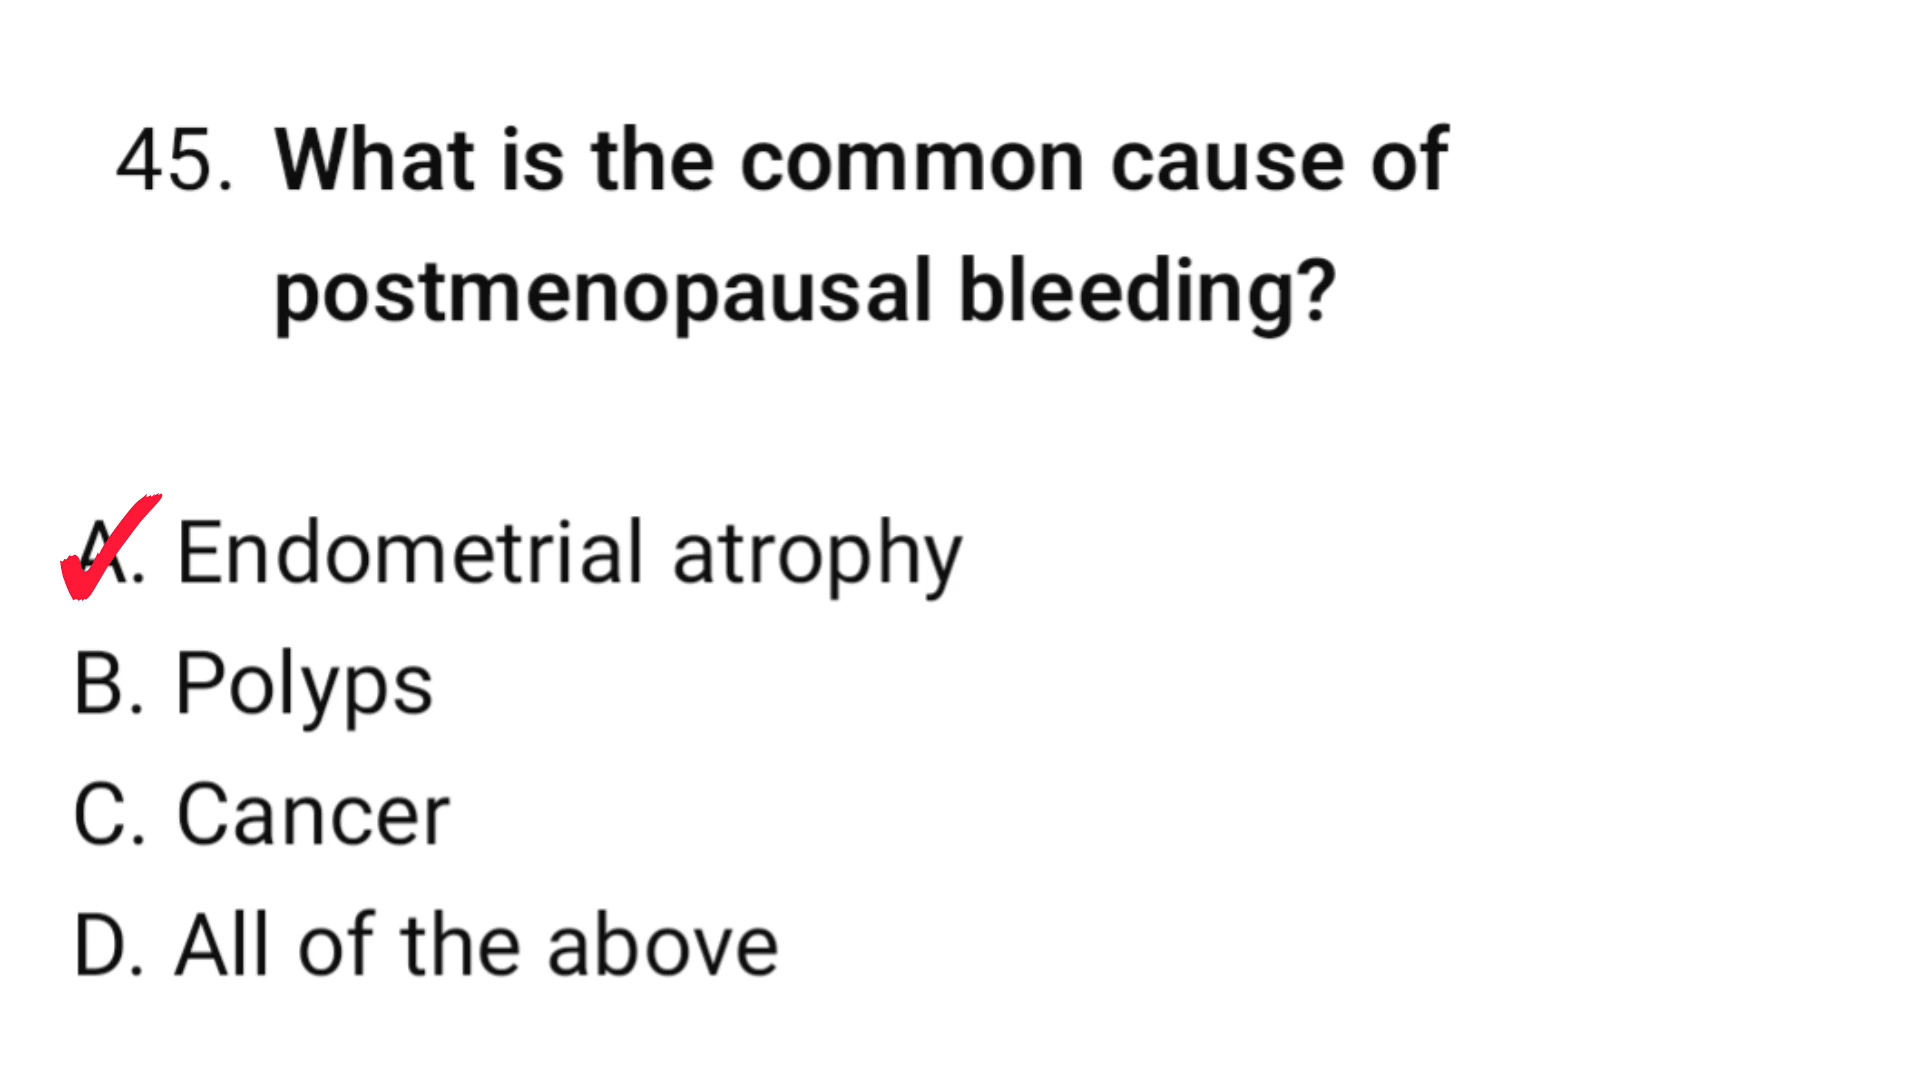 45. What is the common cause of
postmenopausal bleeding?
A. Endometrial atrophy
B. Polyps
C. Cancer
D. All of the above